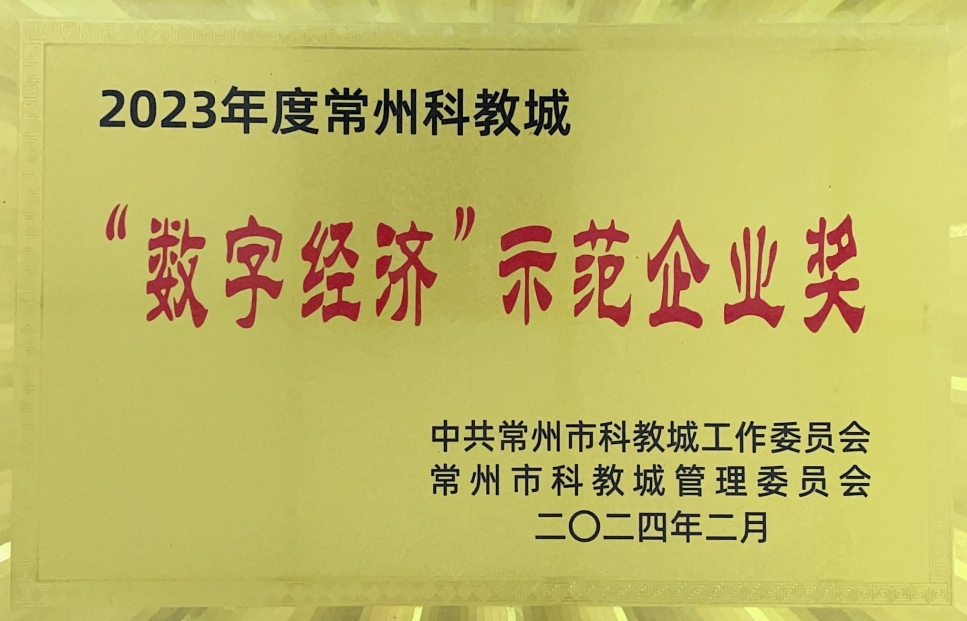 2023年度常州科教城
“数字经济”示范企业奖
中共常州市科教城工作委员会
常州市科教城管理委员会
二〇二四年二月